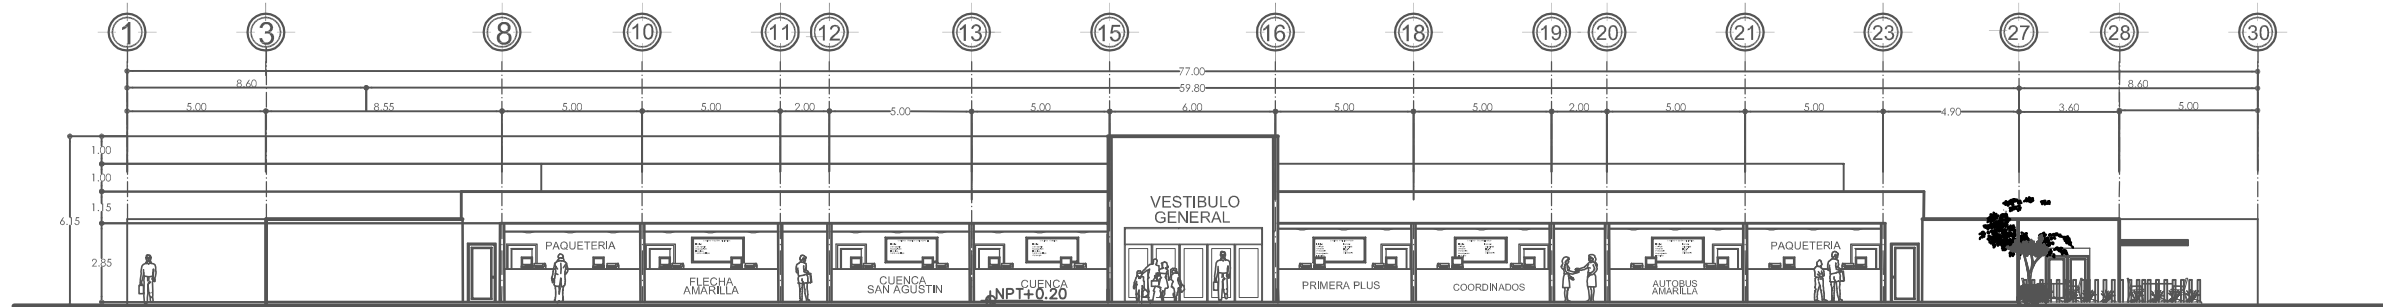 1 3 8 10 11 12 13 15 16 18 19 20 21 23 27 28 30
77.00
8.60 59.80 8.60
5.00 8.55 5.00 5.00 2.00 5.00 5.00 6.00 5.00 5.00 2.00 5.00 5.00 4.90 3.60 5.00
1.00
1.00
1.15
6.15
VESTIBULO
GENERAL
PAQUETERIA
PAQUETERIA
FLECHA
AMARILLA
CUENCA
SAN AGUSTIN
CUENCA
NPT+0.20
PRIMERA PLUS
COORDINADOS
AUTOBUS
AMARILLA